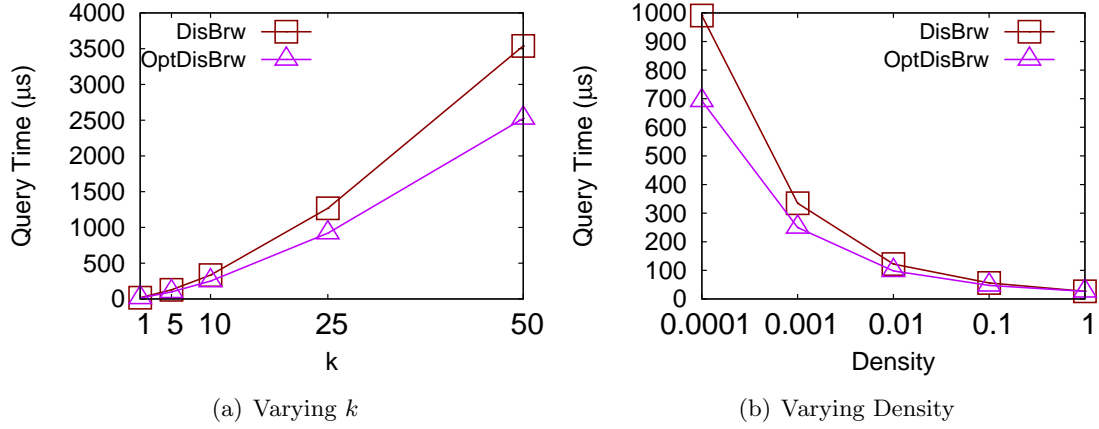 DisBrw
OptDisBrw
Query Time (µs)
4000
3500
3000
2500
2000
1500
1000
500
0
1 5 10 25 50
k
(a) Varying k
DisBrw
OptDisBrw
Query Time (µs)
1000
900
800
700
600
500
400
300
200
100
0
0.0001 0.001 0.01 0.1 1
Density
(b) Varying Density